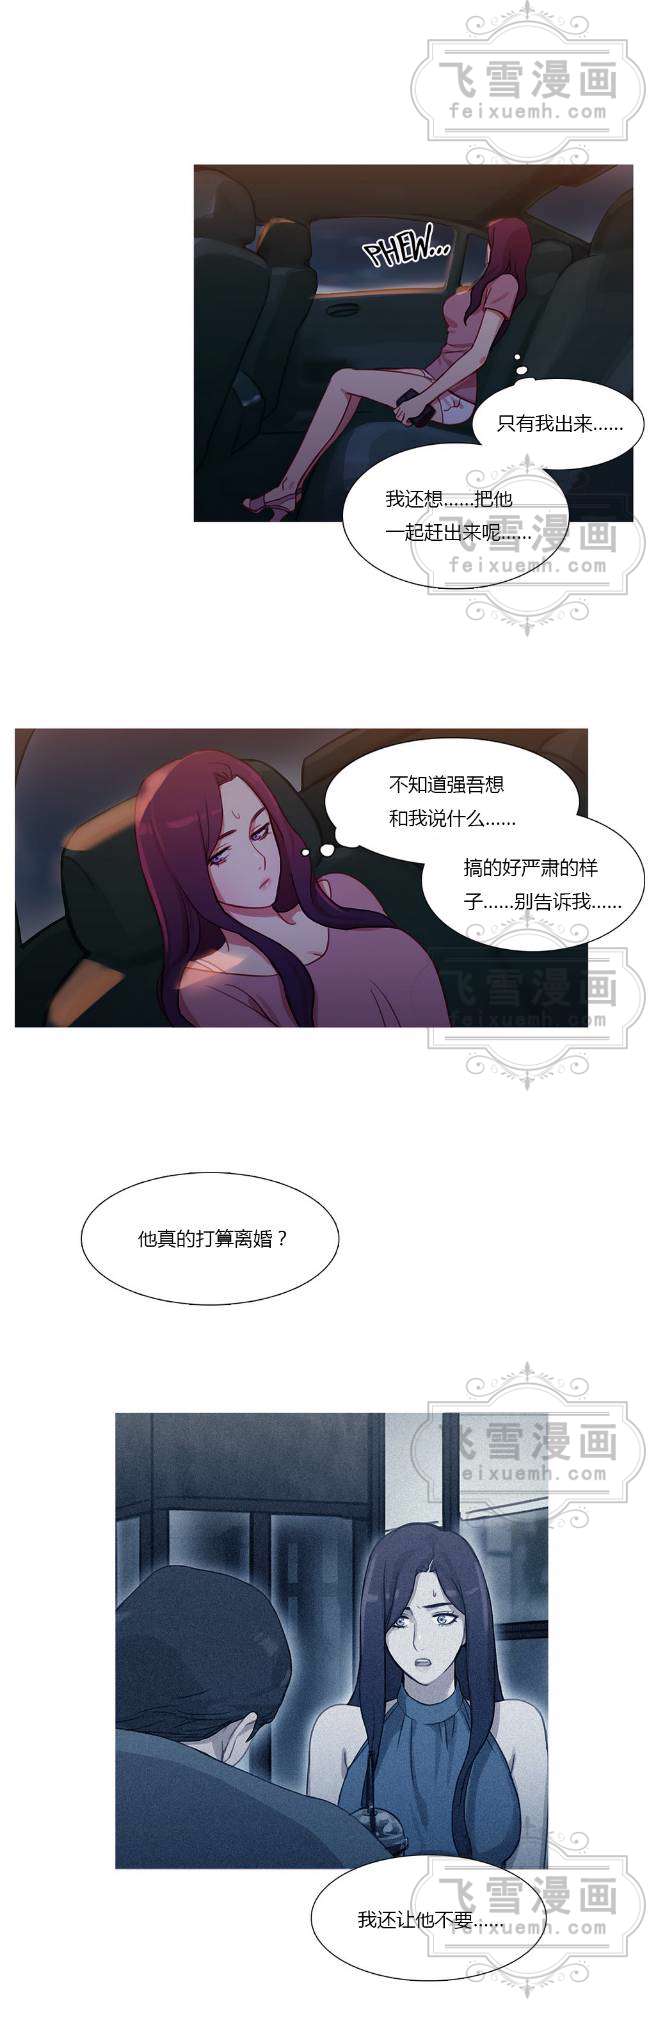 飞雪漫画
feixuemh.com
PHEW...
只有我出来......
我还想......把他
一起赶出来呢......
飞雪漫画
feixuemh.com
不知道强吾想
和我说什么......
搞的好严肃的样
子......别告诉我......
飞雪漫画
feixuemh.com
他真的打算离婚？
飞雪漫画
feixuemh.com
我还让他不要......
飞雪漫画
feixuemh.com